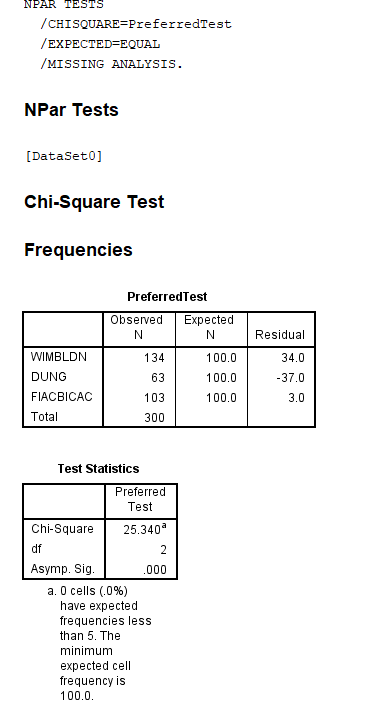 NPAR TESTS
/CHISQUARE=PreferredTest
/EXPECTED=EQUAL
/MISSING ANALYSIS.
NPar Tests
[DataSet0]
Chi-Square Test
Frequencies
PreferredTest
Observed N Expected N Residual
WIMBLDN 134 100.0 34.0
DUNG 63 100.0 -37.0
FIACBICAC 103 100.0 3.0
Total 300
Test Statistics
Preferred Test
Chi-Square 25.340a
df 2
Asymp. Sig. .000
a. 0 cells (.0%)
have expected
frequencies less
than 5. The
minimum
expected cell
frequency is
100.0.